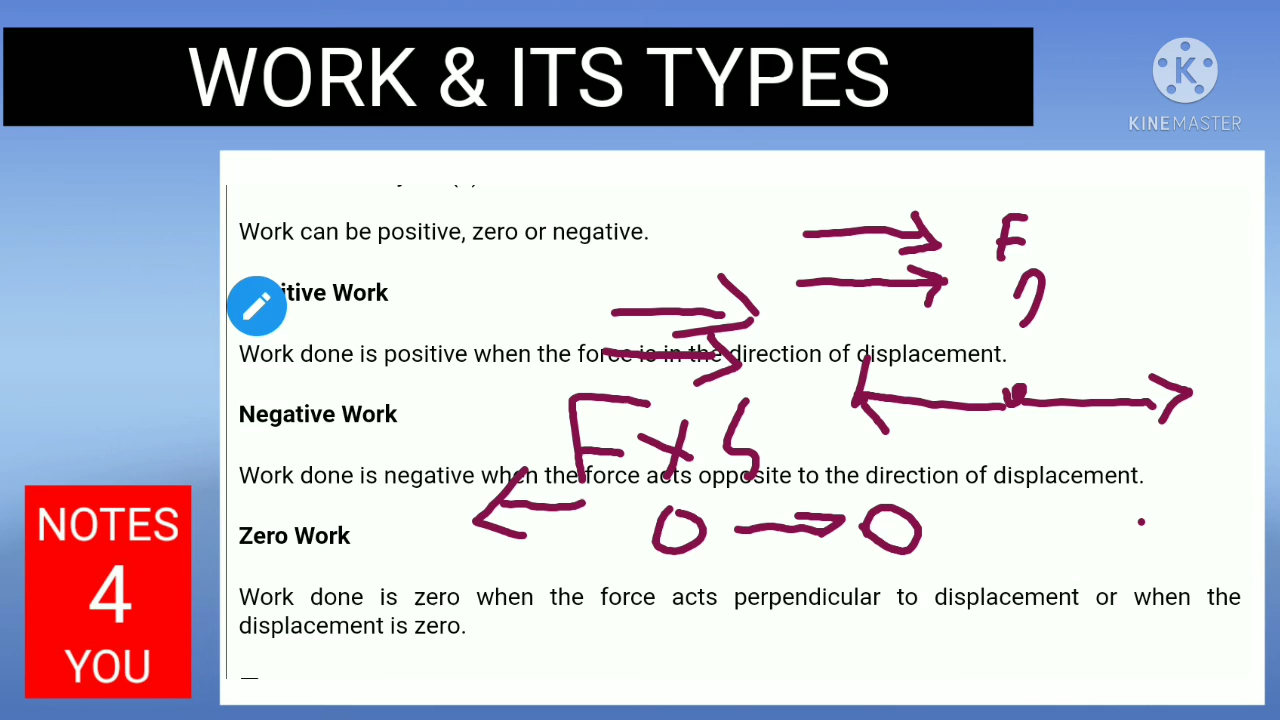 WORK & ITS TYPES
K
KINEMASTER
Work can be positive, zero or negative.
F
itive Work
Work done is positive when the force is in the direction of displacement.
Negative Work
F x S
Work done is negative when the force acts opposite to the direction of displacement.
0 → 0
Zero Work
Work done is zero when the force acts perpendicular to displacement or when the
displacement is zero.
NOTES
4
YOU